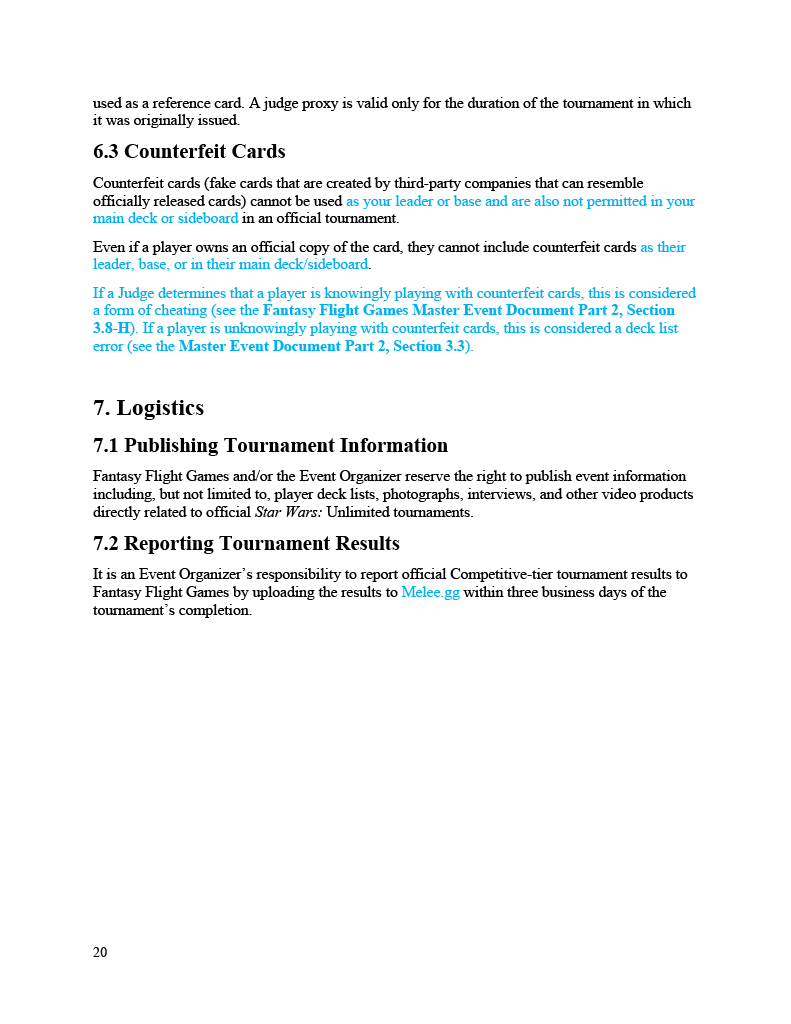 used as a reference card. A judge proxy is valid only for the duration of the tournament in which
it was originally issued.
6.3 Counterfeit Cards
Counterfeit cards (fake cards that are created by third-party companies that can resemble
officially released cards) cannot be used as your leader or base and are also not permitted in your
main deck or sideboard in an official tournament.
Even if a player owns an official copy of the card, they cannot include counterfeit cards as their
leader, base, or in their main deck/sideboard.
If a Judge determines that a player is knowingly playing with counterfeit cards, this is considered
a form of cheating (see the Fantasy Flight Games Master Event Document Part 2, Section
3.8-H). If a player is unknowingly playing with counterfeit cards, this is considered a deck list
error (see the Master Event Document Part 2, Section 3.3).
7. Logistics
7.1 Publishing Tournament Information
Fantasy Flight Games and/or the Event Organizer reserve the right to publish event information
including, but not limited to, player deck lists, photographs, interviews, and other video products
directly related to official Star Wars: Unlimited tournaments.
7.2 Reporting Tournament Results
It is an Event Organizer’s responsibility to report official Competitive-tier tournament results to
Fantasy Flight Games by uploading the results to Melee.gg within three business days of the
tournament’s completion.
20